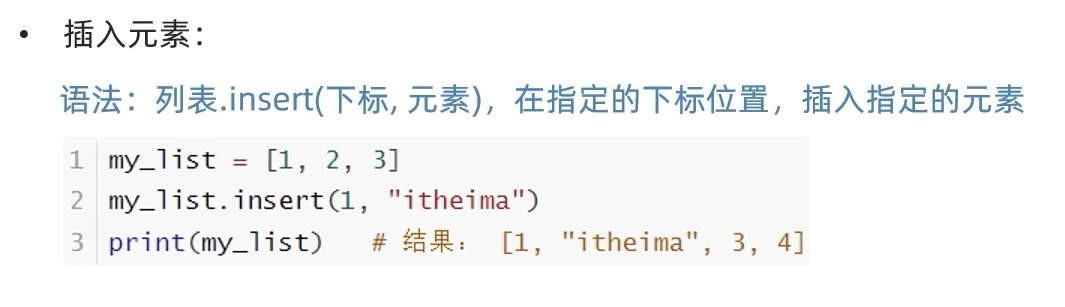 • 插入元素：
语法：列表.insert(下标, 元素)，在指定的下标位置，插入指定的元素
1 my_list = [1, 2, 3]
2 my_list.insert(1, "itheima")
3 print(my_list)   # 结果： [1, "itheima", 3, 4]